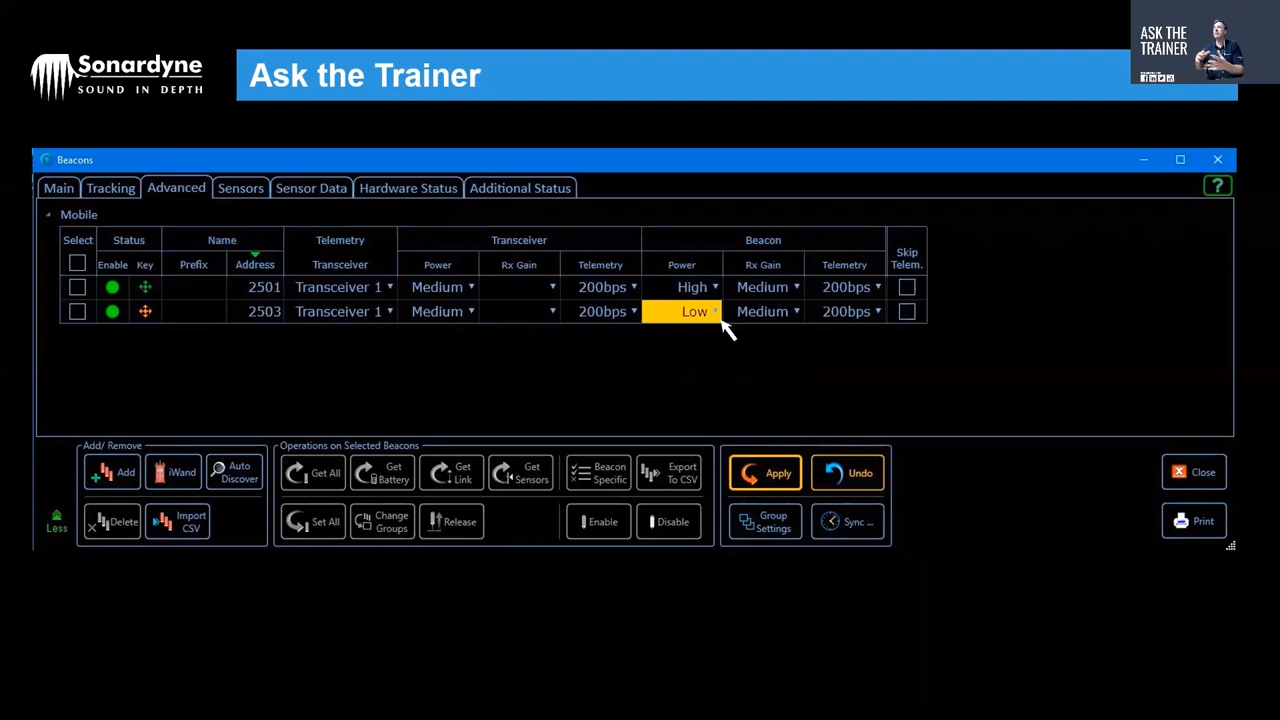 ASK THE
TRAINER
Sonardyne
SOUND IN DEPTH
Ask the Trainer
Beacons
Main Tracking Advanced Sensors Sensor Data Hardware Status Additional Status
?
Mobile
Select Status Name Telemetry Transceiver Beacon Skip Telem.
Enable Key Prefix Address Transceiver Power Rx Gain Telemetry Power Rx Gain Telemetry
2501 Transceiver 1 Medium 200bps High Medium 200bps
2503 Transceiver 1 Medium 200bps Low Medium 200bps
Add/ Remove Operations on Selected Beacons
Add iWand Auto Discover Get All Get Battery Get Link Get Sensors Beacon Specific Export To CSV Apply Undo Close
Less Delete Import CSV Set All Change Groups Release Enable Disable Group Settings Sync ... Print